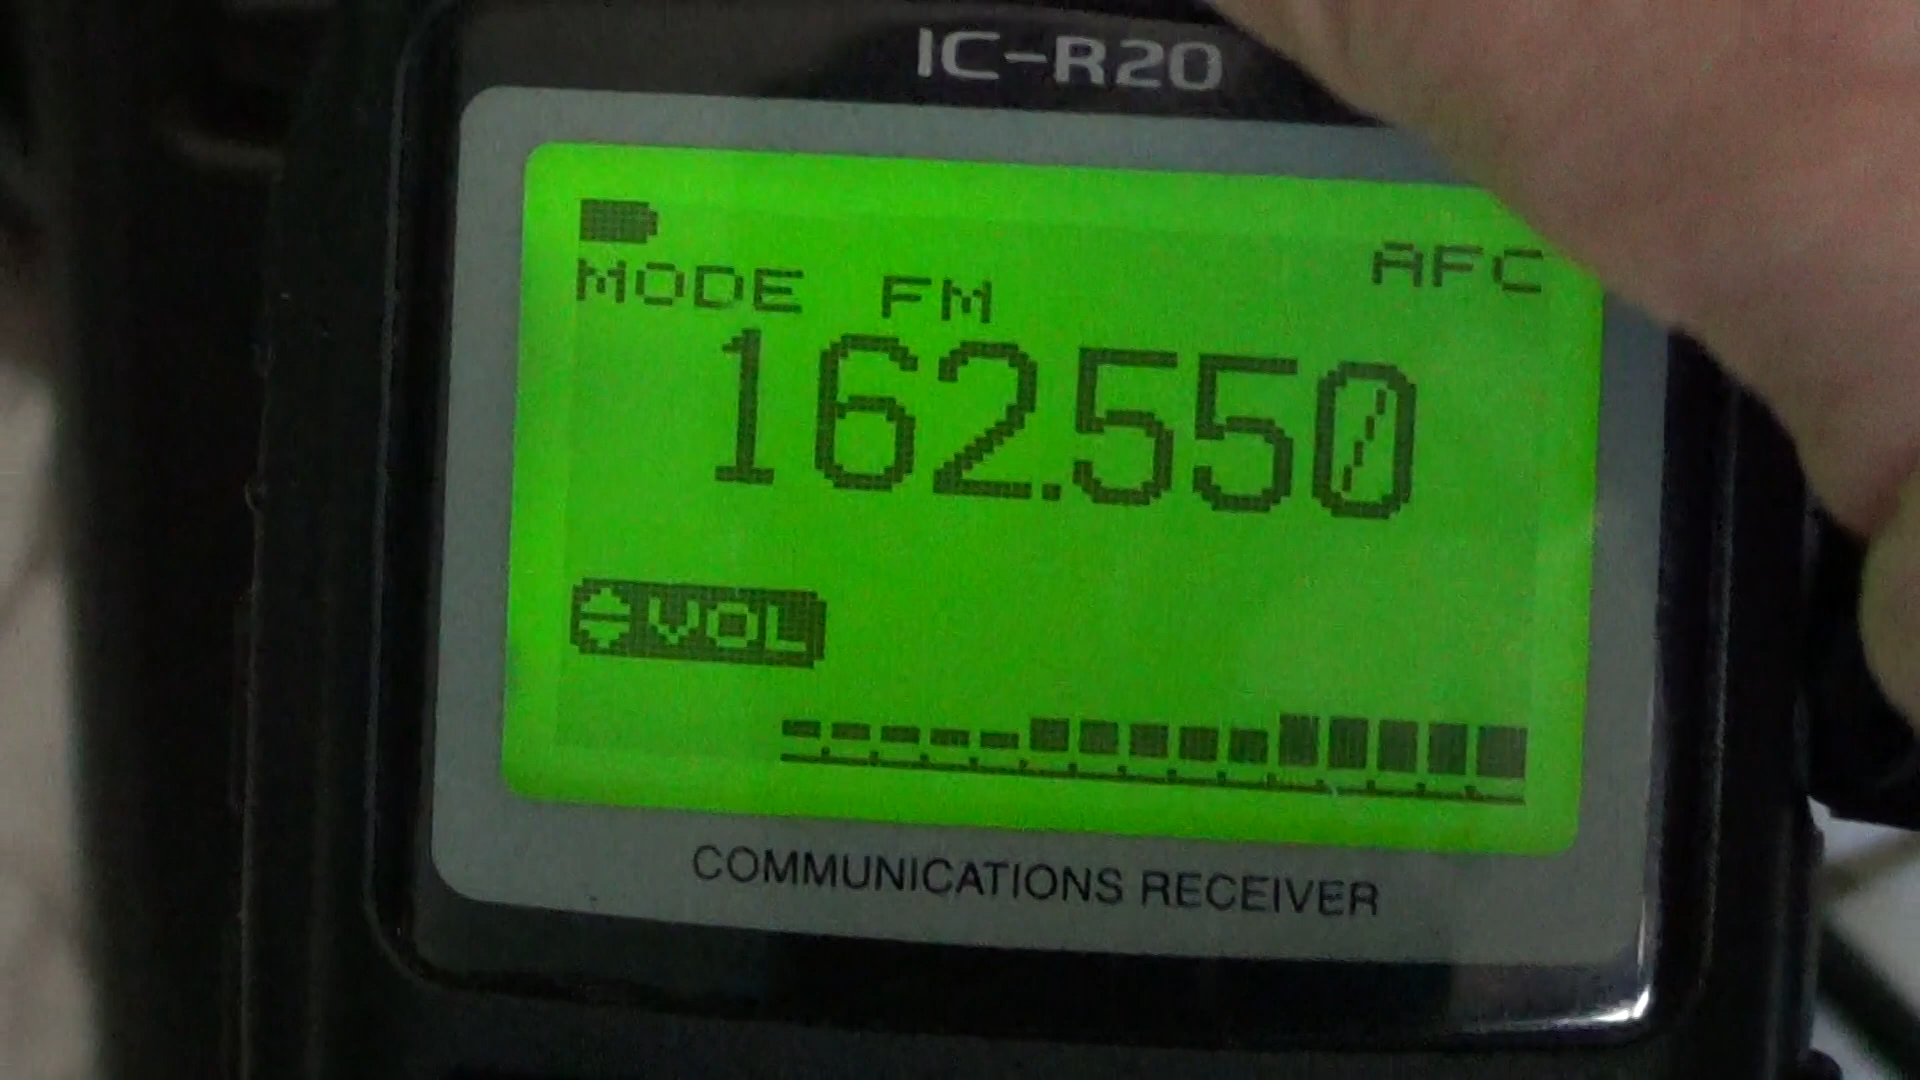 IC-R20
AFC
MODE FM
162.550
VOL
COMMUNICATIONS RECEIVER